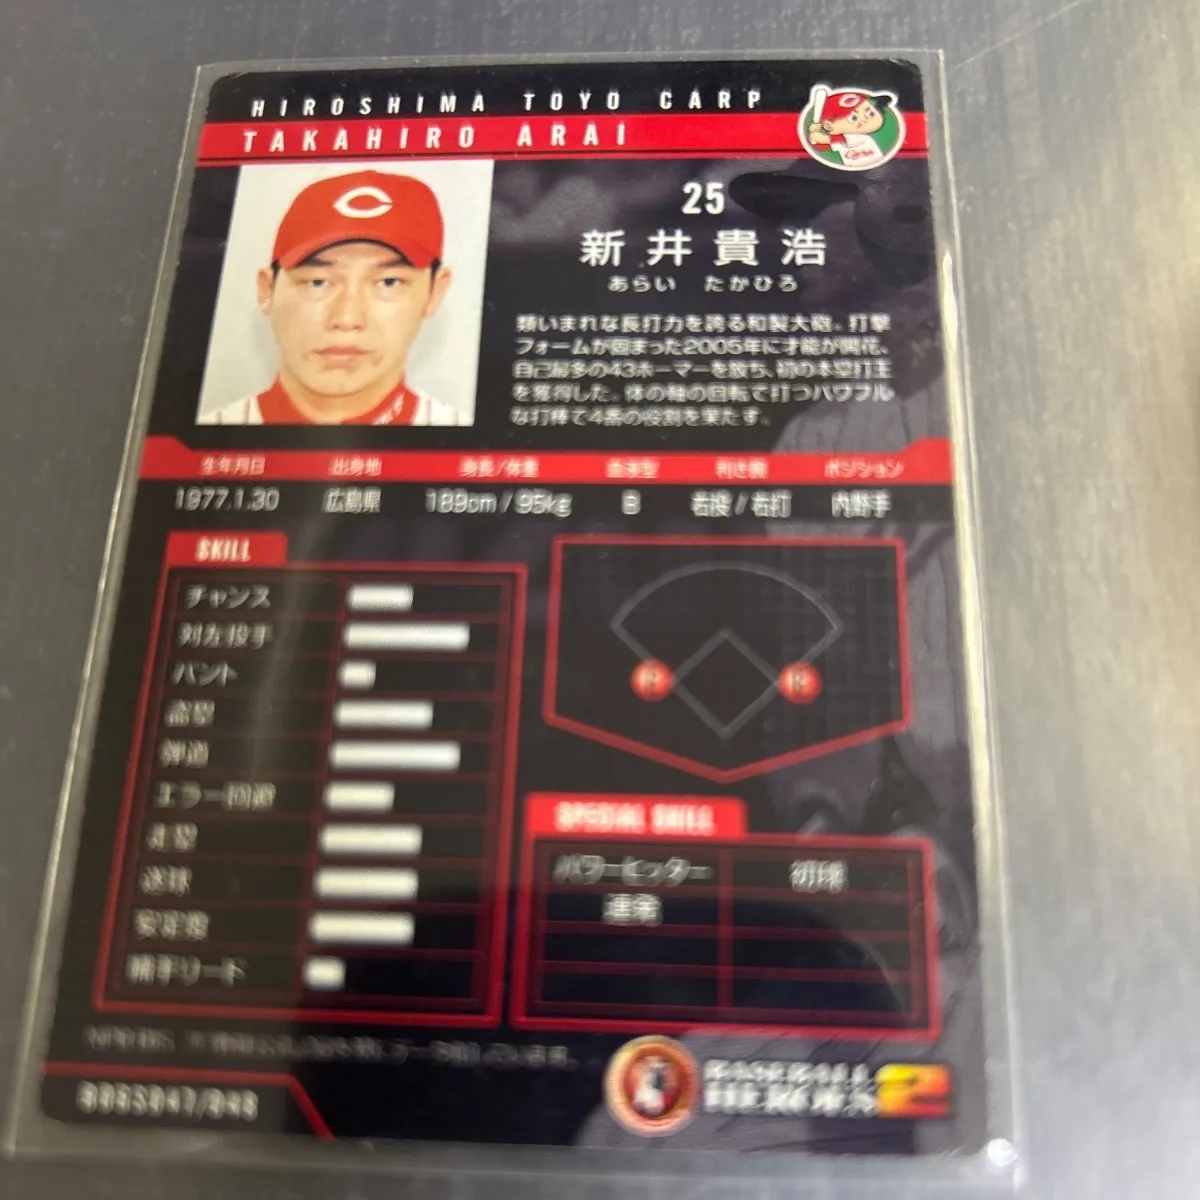 HIROSHIMA TOYO CARP
TAKAHIRO ARAI
25
新井貴浩
あらい たかひろ
類いまれな長打力を誇る和製大砲。打撃
フォームが固まった2005年に才能が開花、
自己最多の43ホーマーを放ち、初の本塁打王
を獲得した。体の軸の回転で打つパワフル
な打棒で4番の役割を果たす。
生年月日 出身地 身長/体重 血液型 利き腕 ポジション
1977.1.30 広島県 189cm / 95kg B 右投 / 右打 内野手
SKILL
チャンス
対左投手
バント
盗塁
弾道
エラー回避
走塁
送球
安定度
捕手リード
SPECIAL SKILL
パワーヒッター 初球
連発
BASEBALL
HEROES 2